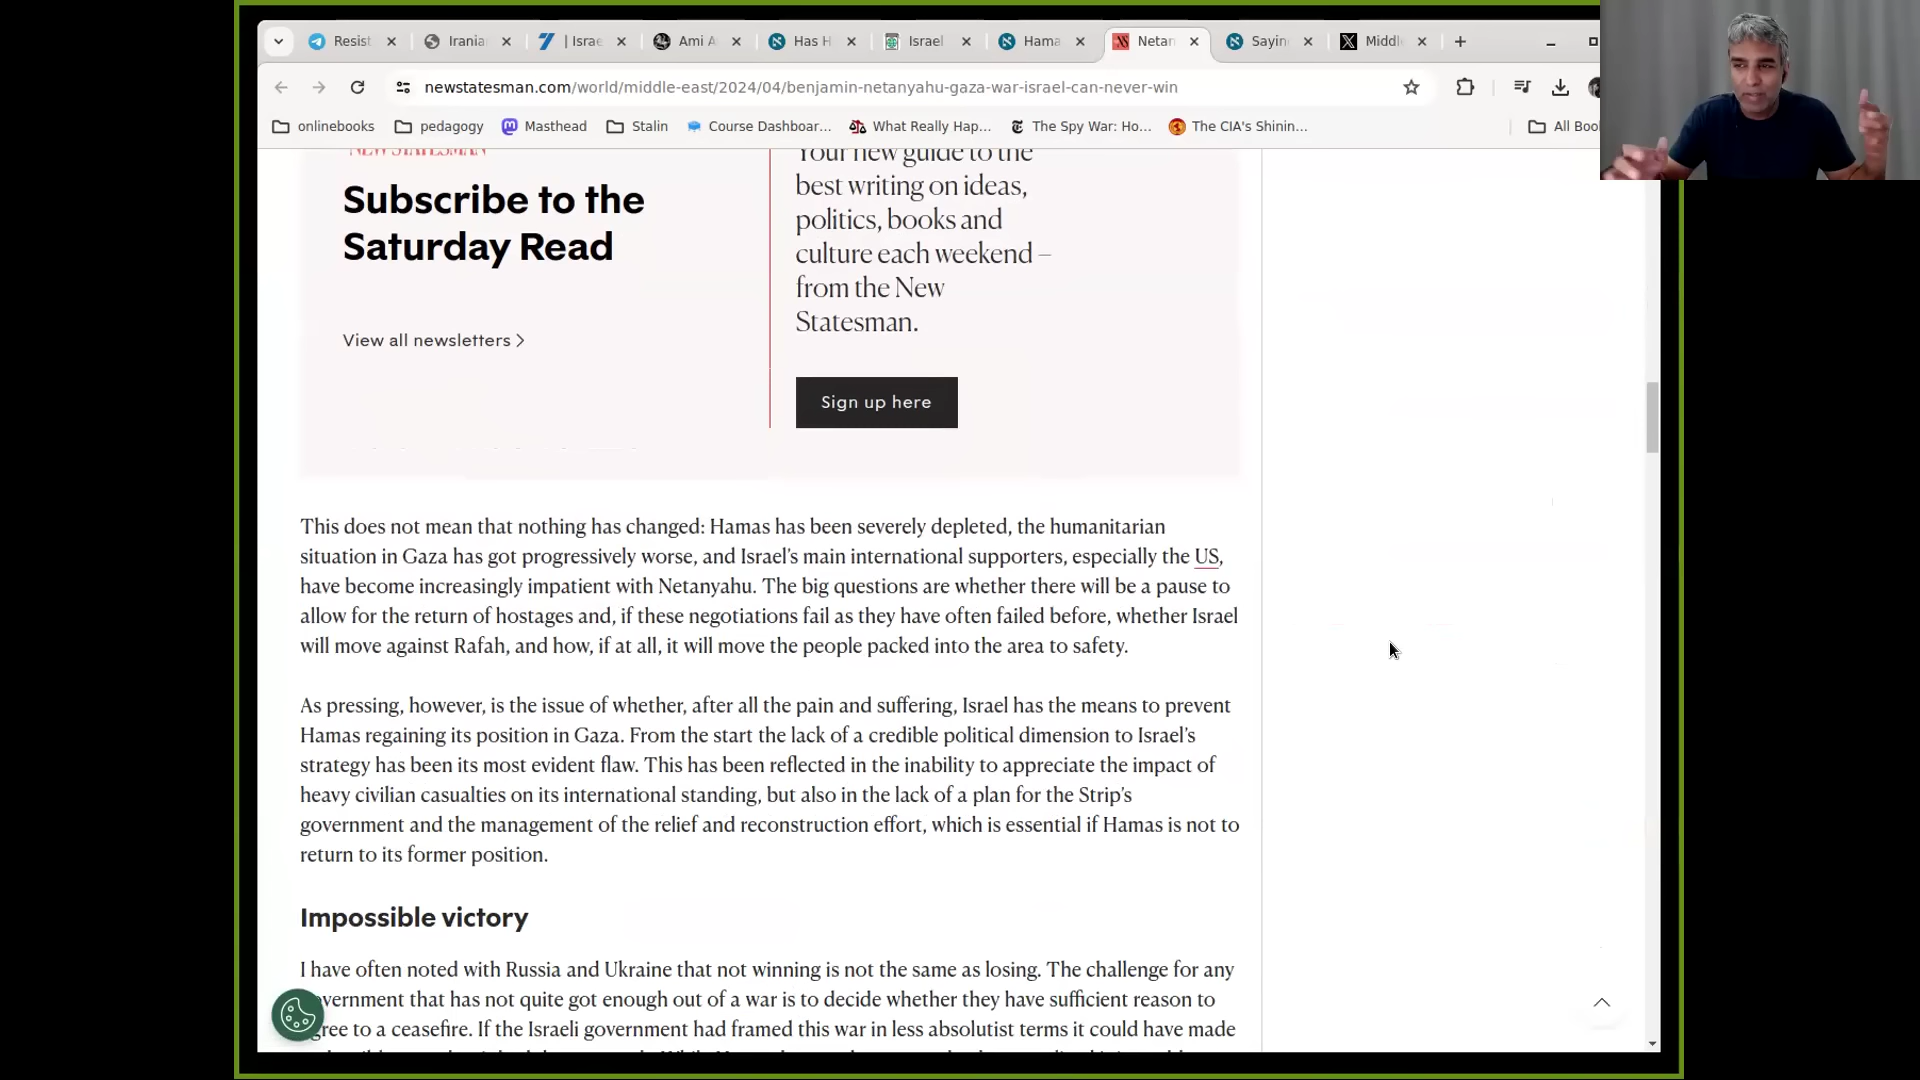 Resist
Irania
| Israe
Ami A
Has H
Israel
Hama
Netan
Sayin
Middl
newstatesman.com/world/middle-east/2024/04/benjamin-netanyahu-gaza-war-israel-can-never-win
onlinebooks
pedagogy
Masthead
Stalin
Course Dashboar...
What Really Hap...
The Spy War: Ho...
The CIA's Shinin...
All Boo
NEW STATESMAN
Subscribe to the
Saturday Read
View all newsletters
Your new guide to the
best writing on ideas,
politics, books and
culture each weekend –
from the New
Statesman.
Sign up here
This does not mean that nothing has changed: Hamas has been severely depleted, the humanitarian
situation in Gaza has got progressively worse, and Israel's main international supporters, especially the US,
have become increasingly impatient with Netanyahu. The big questions are whether there will be a pause to
allow for the return of hostages and, if these negotiations fail as they have often failed before, whether Israel
will move against Rafah, and how, if at all, it will move the people packed into the area to safety.
As pressing, however, is the issue of whether, after all the pain and suffering, Israel has the means to prevent
Hamas regaining its position in Gaza. From the start the lack of a credible political dimension to Israel's
strategy has been its most evident flaw. This has been reflected in the inability to appreciate the impact of
heavy civilian casualties on its international standing, but also in the lack of a plan for the Strip's
government and the management of the relief and reconstruction effort, which is essential if Hamas is not to
return to its former position.
Impossible victory
I have often noted with Russia and Ukraine that not winning is not the same as losing. The challenge for any
overnment that has not quite got enough out of a war is to decide whether they have sufficient reason to
gree to a ceasefire. If the Israeli government had framed this war in less absolutist terms it could have made